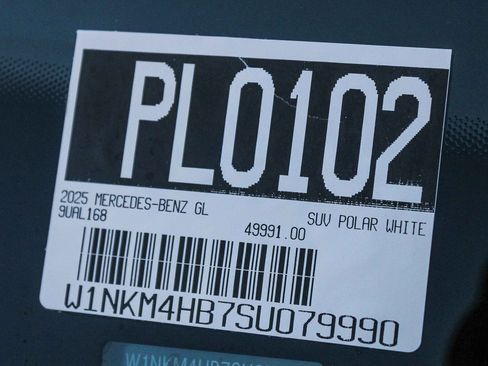 PL0102
2025 MERCEDES-BENZ GL
SUV POLAR WHITE
9UAL168
49991.00
W1NKM4HB7SU079990